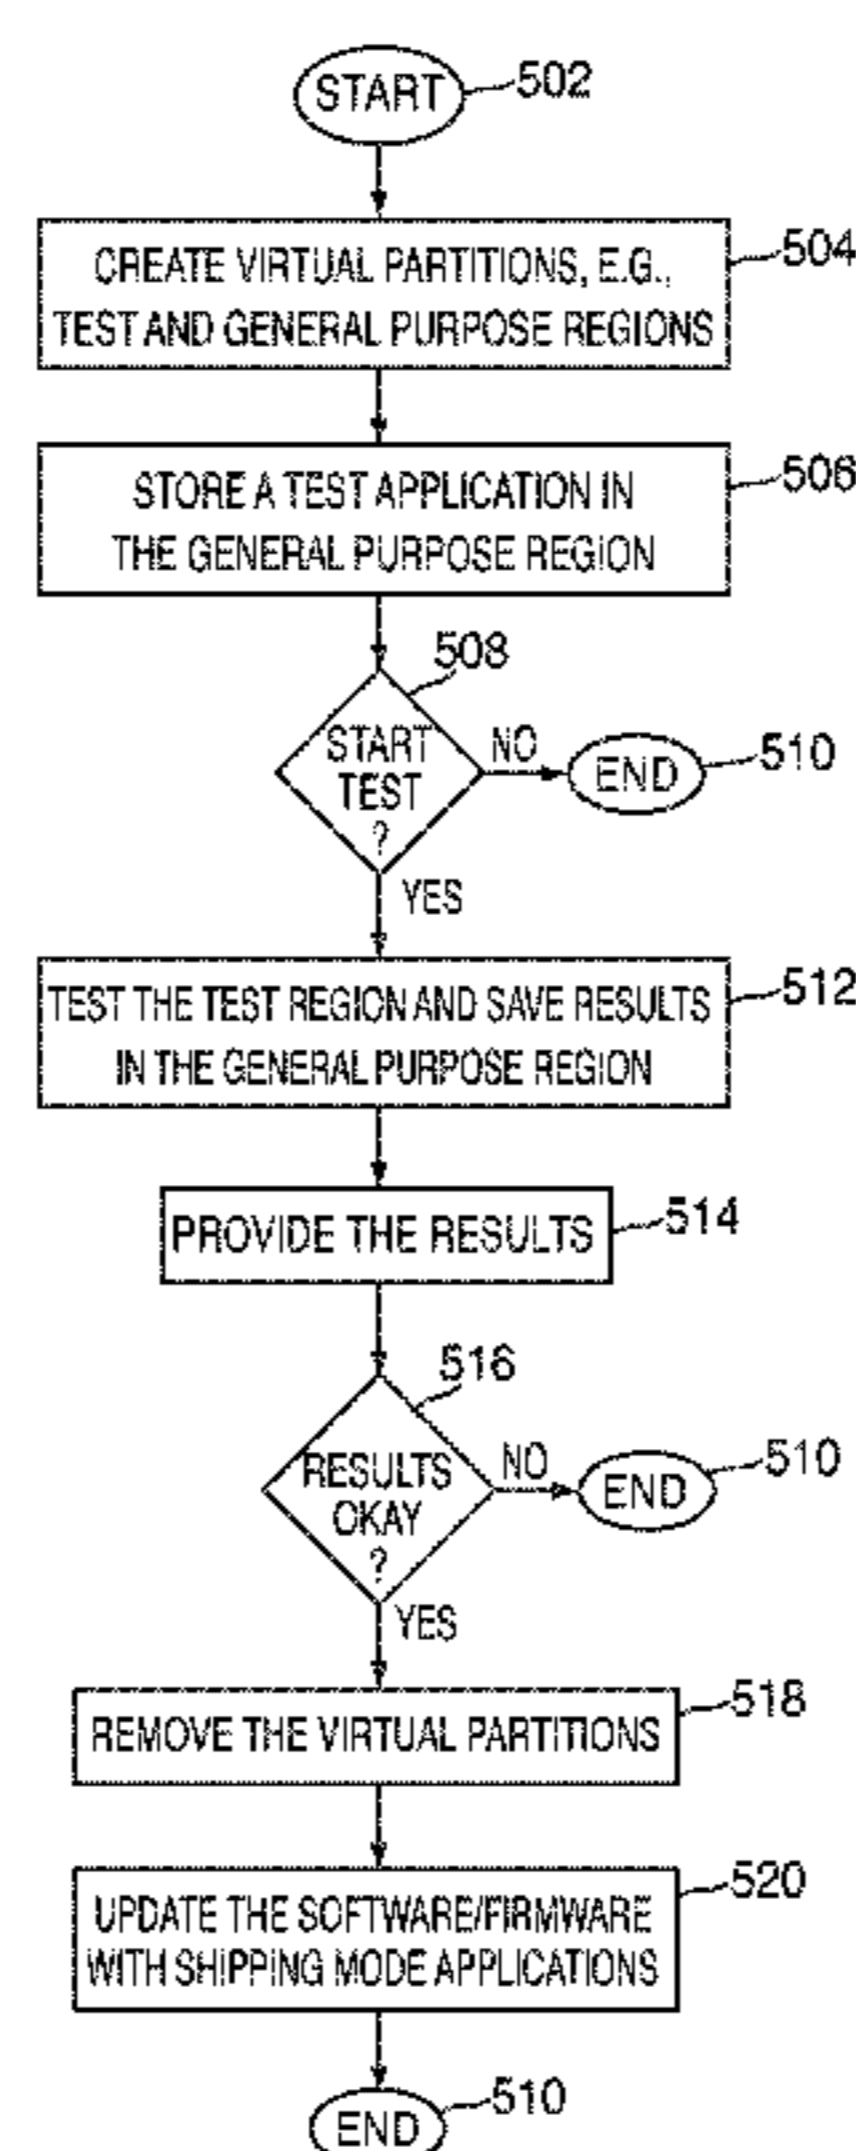 START
502
CREATE VIRTUAL PARTITIONS, E.G.,
TEST AND GENERAL PURPOSE REGIONS
504
STORE A TEST APPLICATION IN
THE GENERAL PURPOSE REGION
506
508
START
TEST
?
NO
END
510
YES
TEST THE TEST REGION AND SAVE RESULTS
IN THE GENERAL PURPOSE REGION
512
PROVIDE THE RESULTS
514
516
RESULTS
OKAY
?
NO
END
510
YES
REMOVE THE VIRTUAL PARTITIONS
518
UPDATE THE SOFTWARE/FIRMWARE
WITH SHIPPING MODE APPLICATIONS
520
END
510